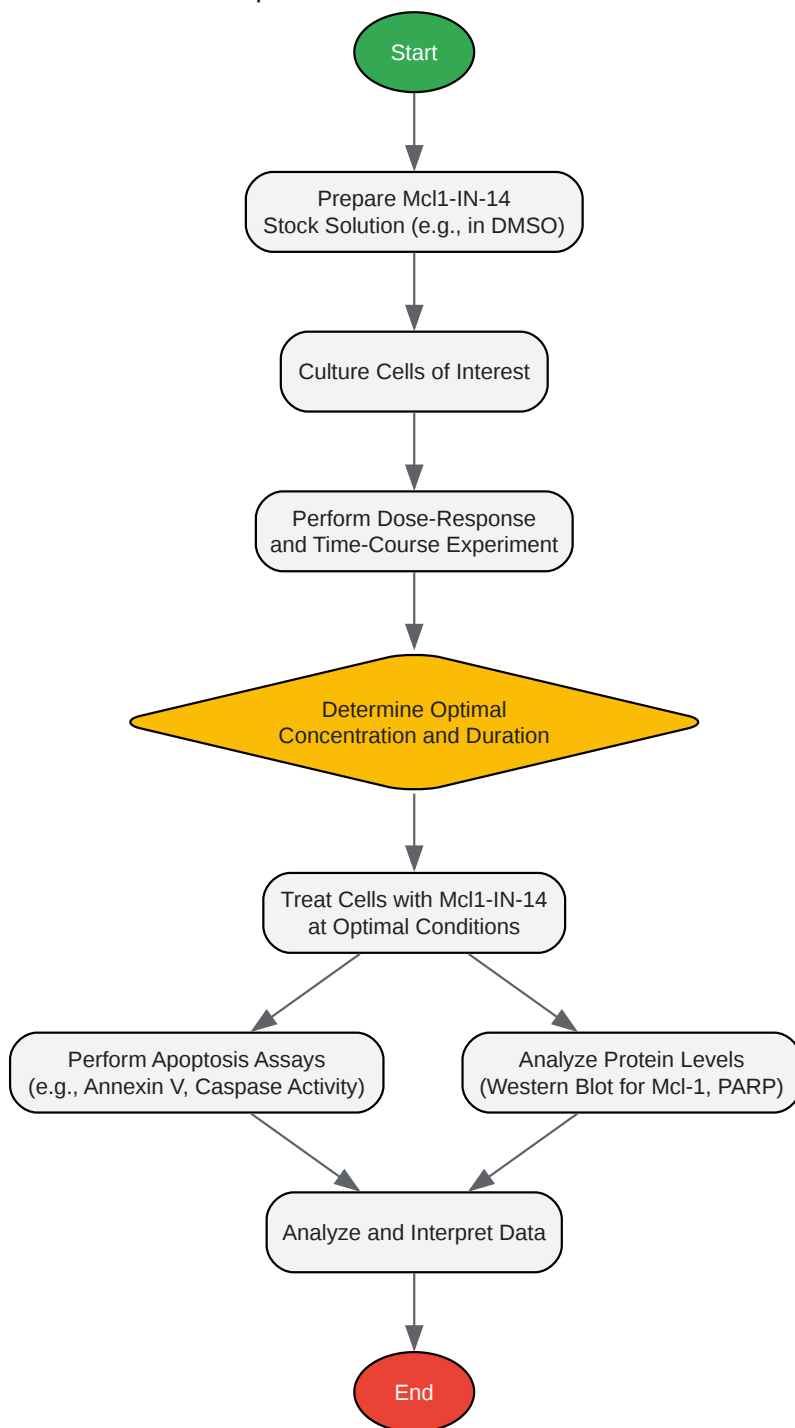 Start
Prepare Mcl1-IN-14
Stock Solution (e.g., in DMSO)
Culture Cells of Interest
Perform Dose-Response
and Time-Course Experiment
Determine Optimal
Concentration and Duration
Treat Cells with Mcl1-IN-14
at Optimal Conditions
Perform Apoptosis Assays
(e.g., Annexin V, Caspase Activity)
Analyze Protein Levels
(Western Blot for Mcl-1, PARP)
Analyze and Interpret Data
End